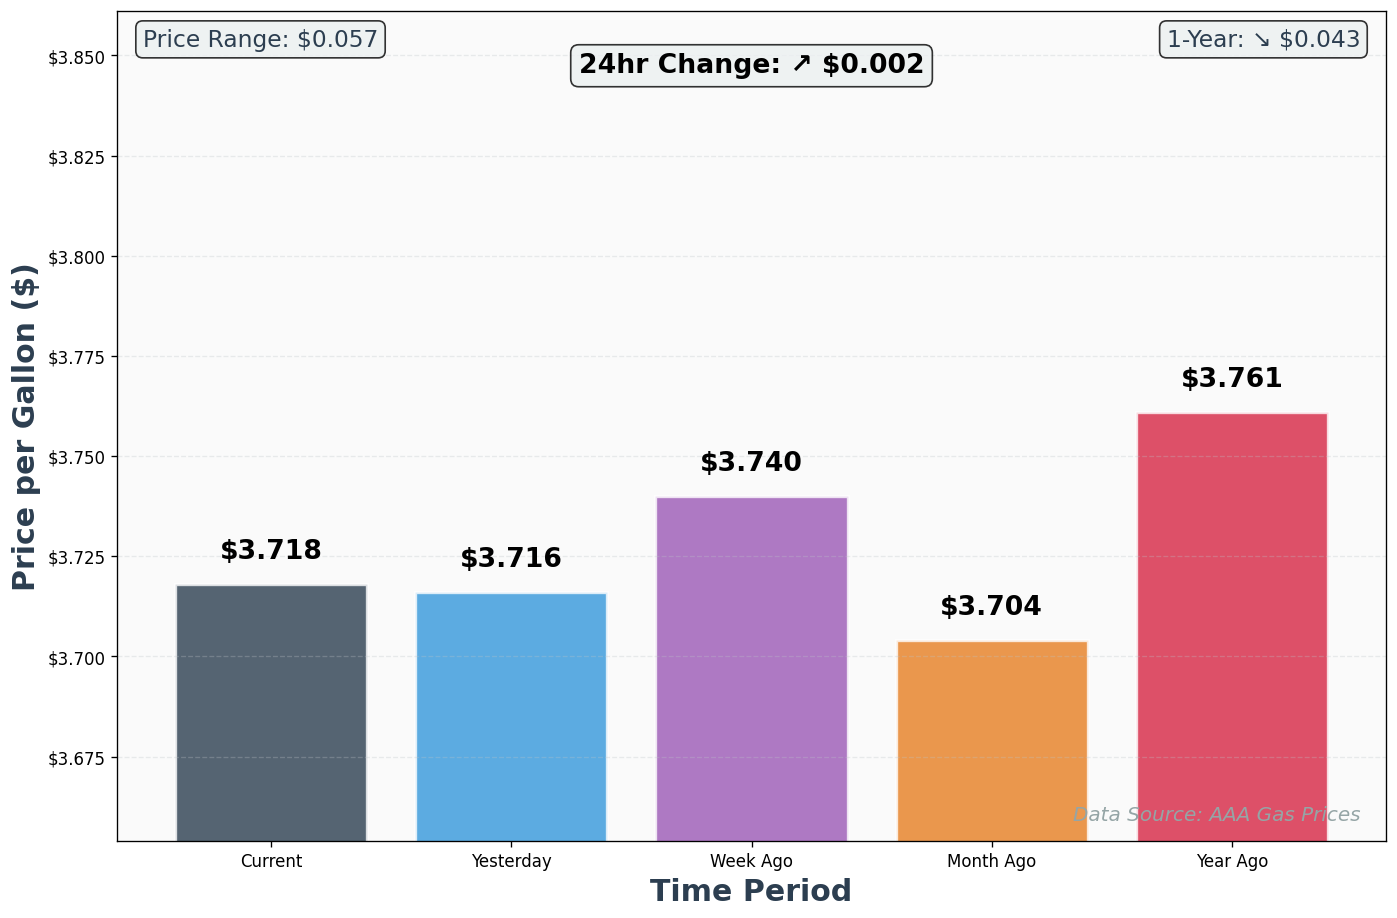 Price Range: $0.057
24hr Change: ↗ $0.002
1-Year: ↘ $0.043
Price per Gallon ($)
$3.850
$3.825
$3.800
$3.775
$3.750
$3.725
$3.700
$3.675
$3.718
$3.716
$3.740
$3.704
$3.761
Data Source: AAA Gas Prices
Current
Yesterday
Week Ago
Month Ago
Year Ago
Time Period